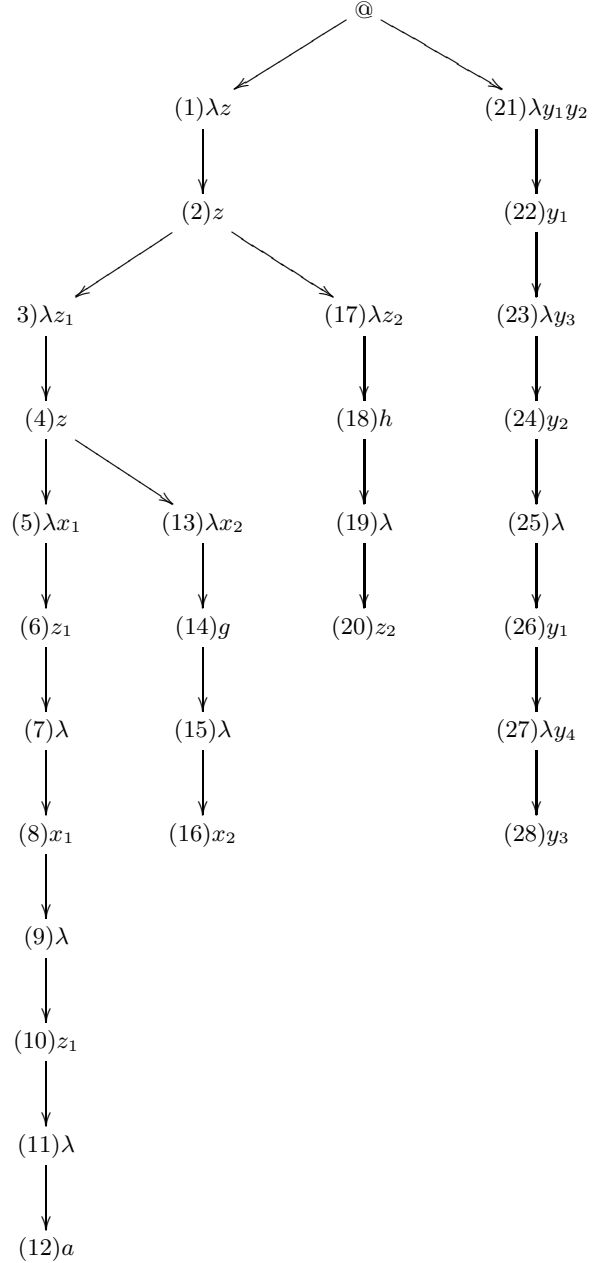 @
(1)λz (21)λy₁y₂
(2)z (22)y₁
3)λz₁ (17)λz₂ (23)λy₃
(4)z (18)h (24)y₂
(5)λx₁ (13)λx₂ (19)λ (25)λ
(6)z₁ (14)g (20)z₂ (26)y₁
(7)λ (15)λ (27)λy₄
(8)x₁ (16)x₂ (28)y₃
(9)λ
(10)z₁
(11)λ
(12)a